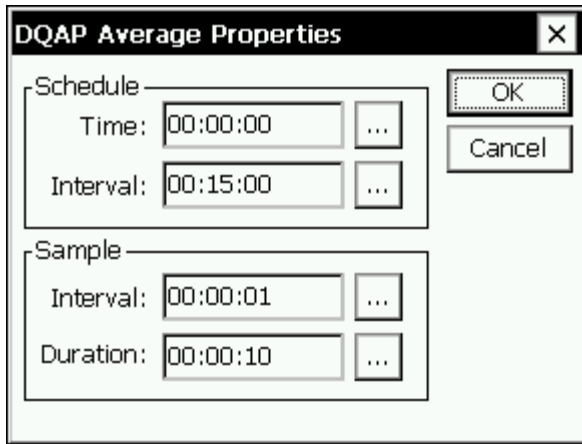 DQAP Average Properties
Schedule
Time: 00:00:00 ...
Interval: 00:15:00 ...
Sample
Interval: 00:00:01 ...
Duration: 00:00:10 ...
OK
Cancel